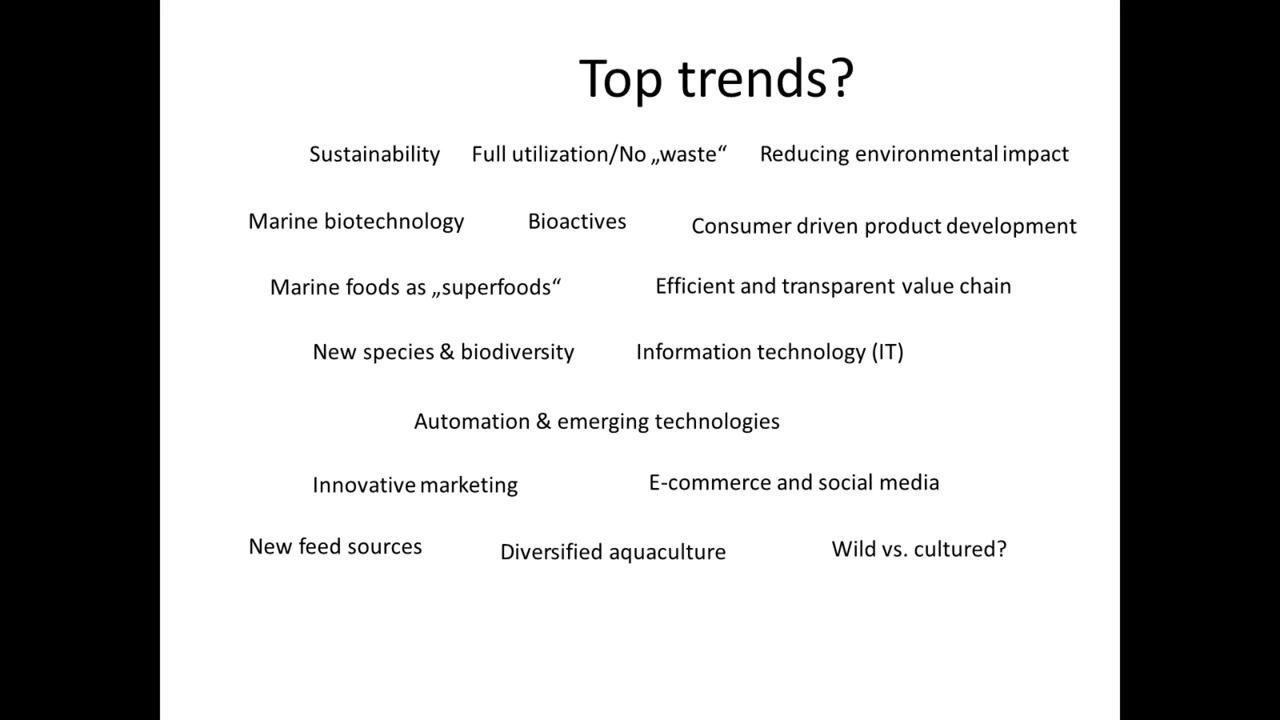 Top trends?
Sustainability Full utilization/No „waste“ Reducing environmental impact
Marine biotechnology Bioactives Consumer driven product development
Marine foods as „superfoods“ Efficient and transparent value chain
New species & biodiversity Information technology (IT)
Automation & emerging technologies
Innovative marketing E-commerce and social media
New feed sources Diversified aquaculture Wild vs. cultured?